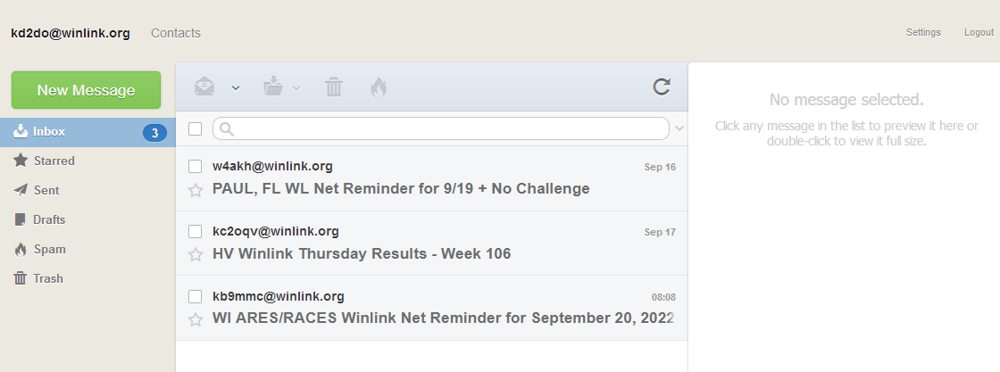 kd2do@winlink.org Contacts Settings Logout
New Message
Inbox 3
Starred
Sent
Drafts
Spam
Trash
w4akh@winlink.org Sep 16
PAUL, FL WL Net Reminder for 9/19 + No Challenge
kc2oqv@winlink.org Sep 17
HV Winlink Thursday Results - Week 106
kb9mmc@winlink.org 08:08
WI ARES/RACES Winlink Net Reminder for September 20, 2022
No message selected.
Click any message in the list to preview it here or
double-click to view it full size.